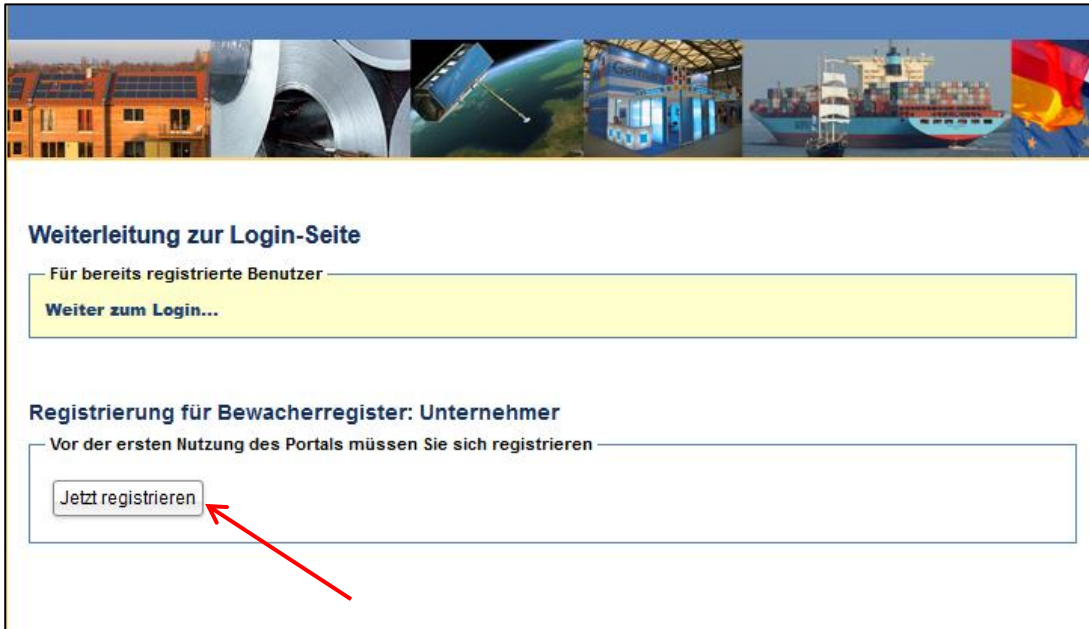 Germany
Weiterleitung zur Login-Seite
Für bereits registrierte Benutzer
Weiter zum Login...
Registrierung für Bewacherregister: Unternehmer
Vor der ersten Nutzung des Portals müssen Sie sich registrieren
Jetzt registrieren